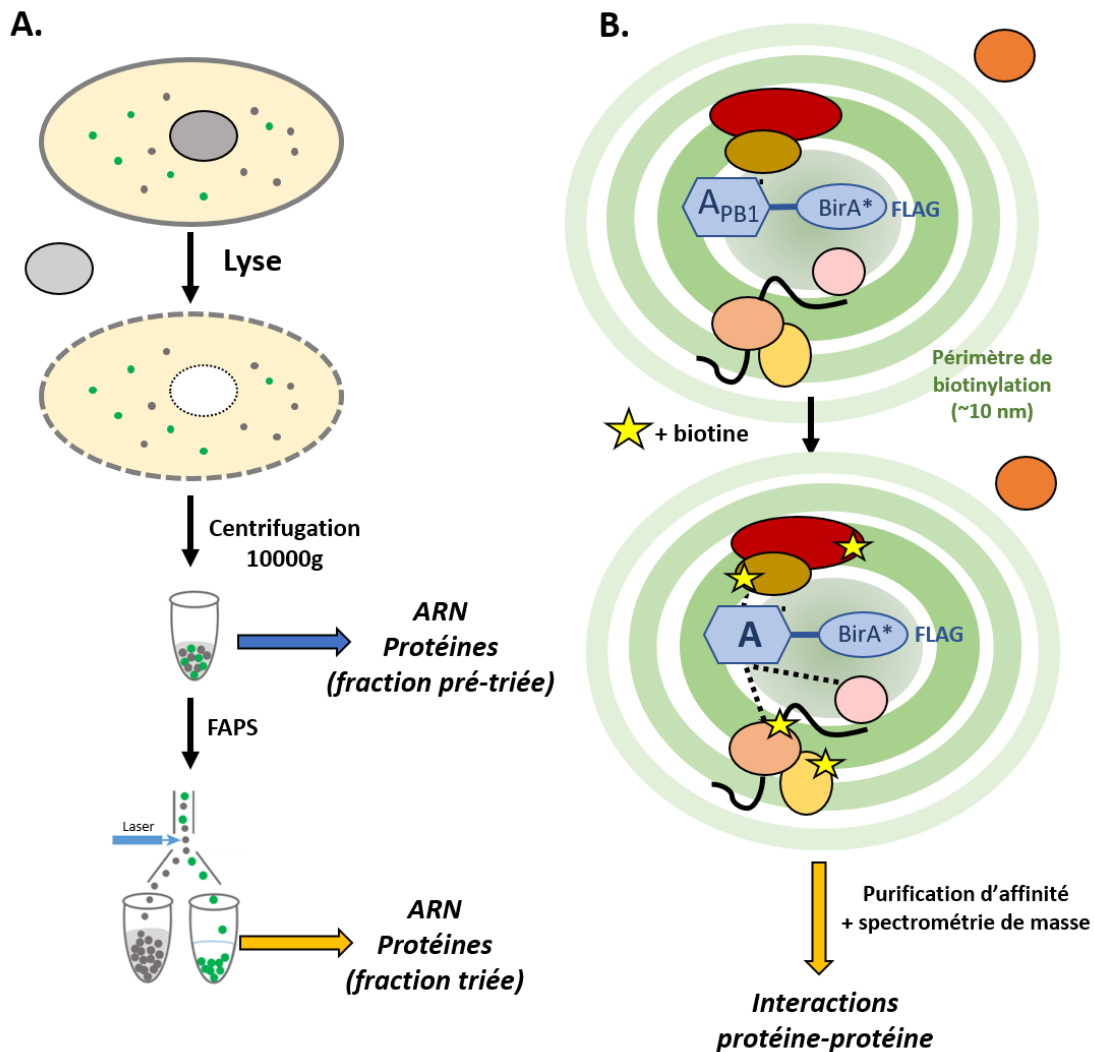 A.
Lyse
Centrifugation
10000g
ARN
Protéines
(fraction pré-triée)
FAPS
Laser
ARN
Protéines
(fraction triée)
B.
APB1
BirA*
FLAG
Périmètre de
biotinylation
(~10 nm)
+ biotine
A
BirA*
FLAG
Purification d’affinité
+ spectrométrie de masse
Interactions
protéine-protéine